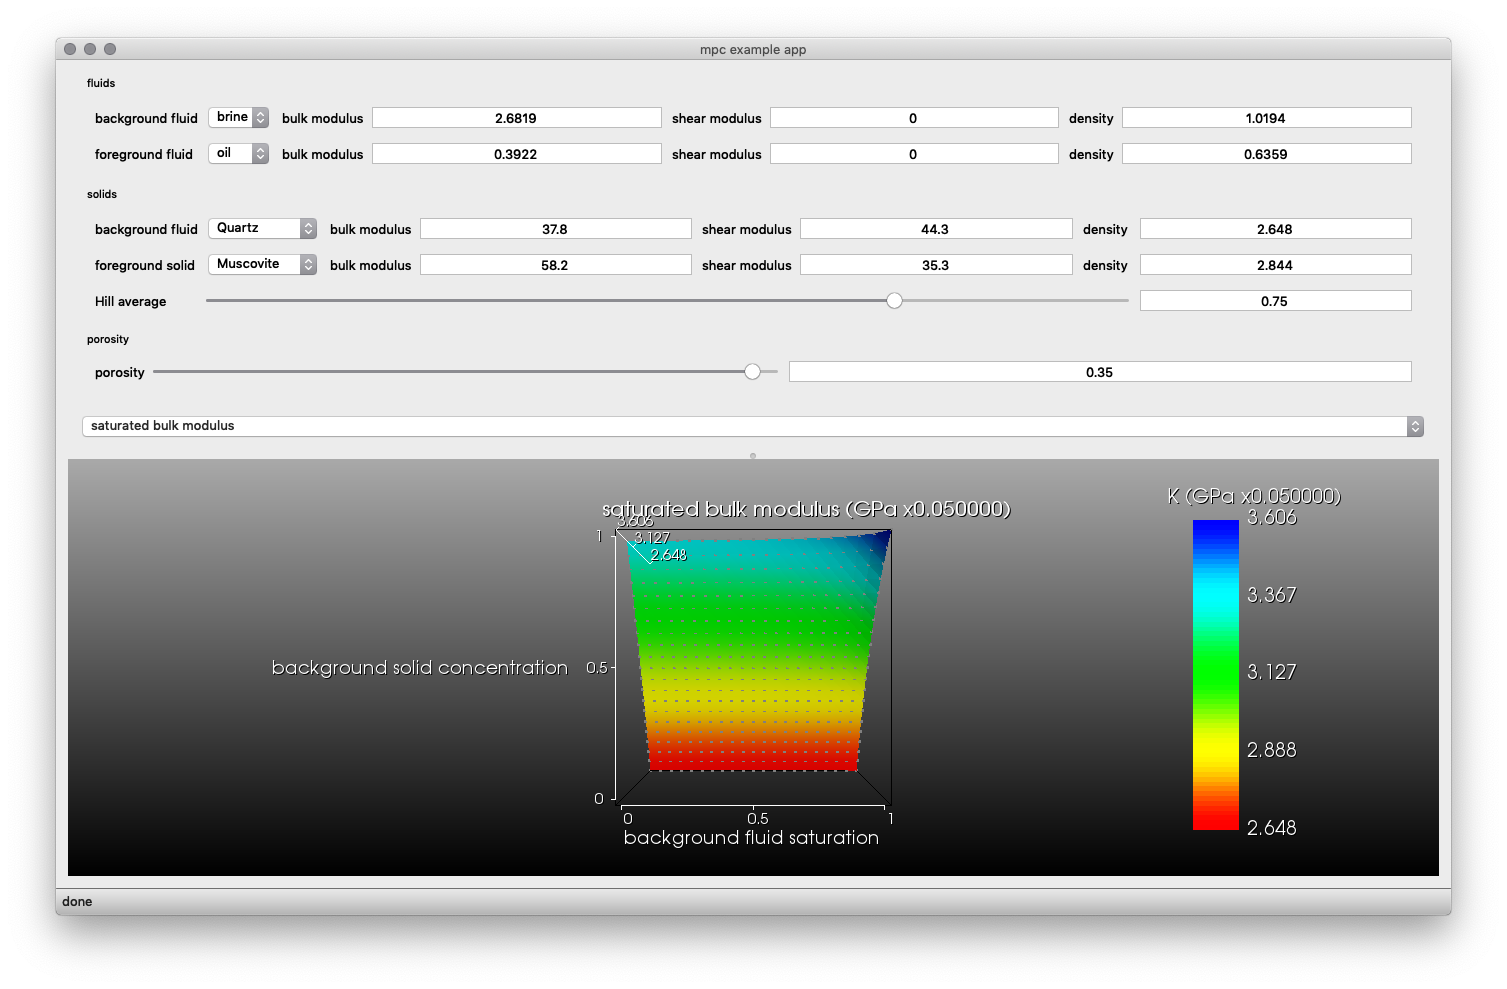 mpc example app
fluids
background fluid brine bulk modulus 2.6819 shear modulus 0 density 1.0194
foreground fluid oil bulk modulus 0.3922 shear modulus 0 density 0.6359
solids
background fluid Quartz bulk modulus 37.8 shear modulus 44.3 density 2.648
foreground solid Muscovite bulk modulus 58.2 shear modulus 35.3 density 2.844
Hill average 0.75
porosity
porosity 0.35
saturated bulk modulus
K (GPa x0.050000)
saturated bulk modulus (GPa x0.050000)
3.606
3.606
1 3.127
2.648
3.367
background solid concentration 0.5
3.127
2.888
0
2.648
0 0.5 1
background fluid saturation
done